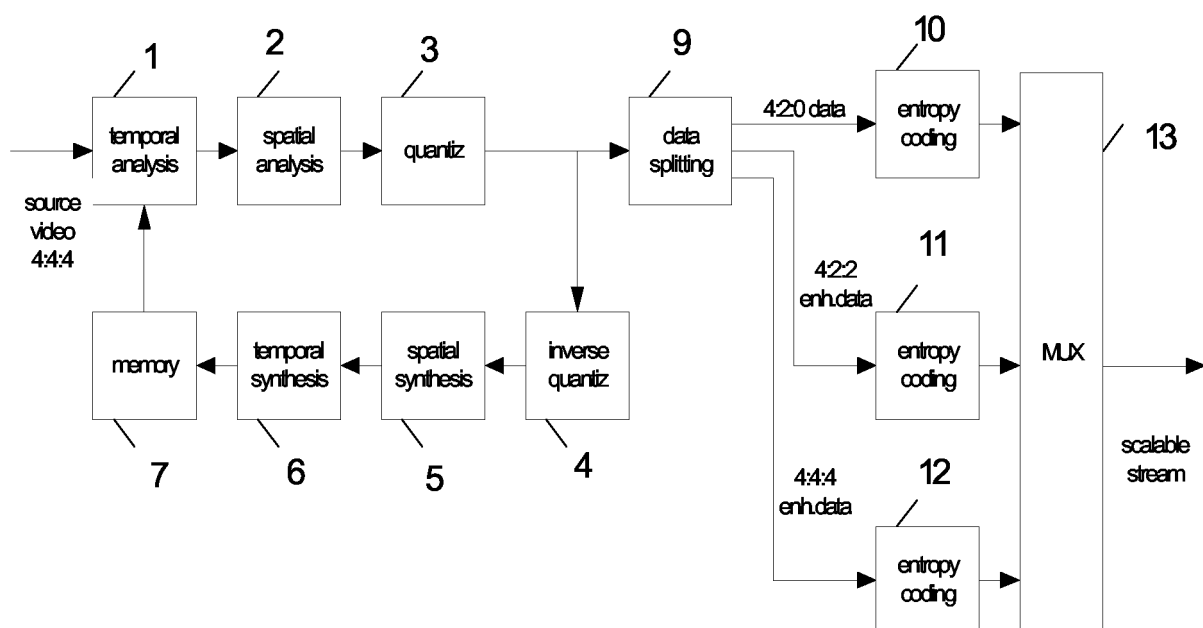 1
2
3
9
10
temporal
analysis
spatial
analysis
quantiz
data
splitting
4:2:0 data
entropy
coding
13
source
video
4:4:4
11
4:2:2
enh.data
memory
temporal
synthesis
spatial
synthesis
inverse
quantiz
entropy
coding
MUX
7
6
5
4
scalable
stream
12
4:4:4
enh.data
entropy
coding